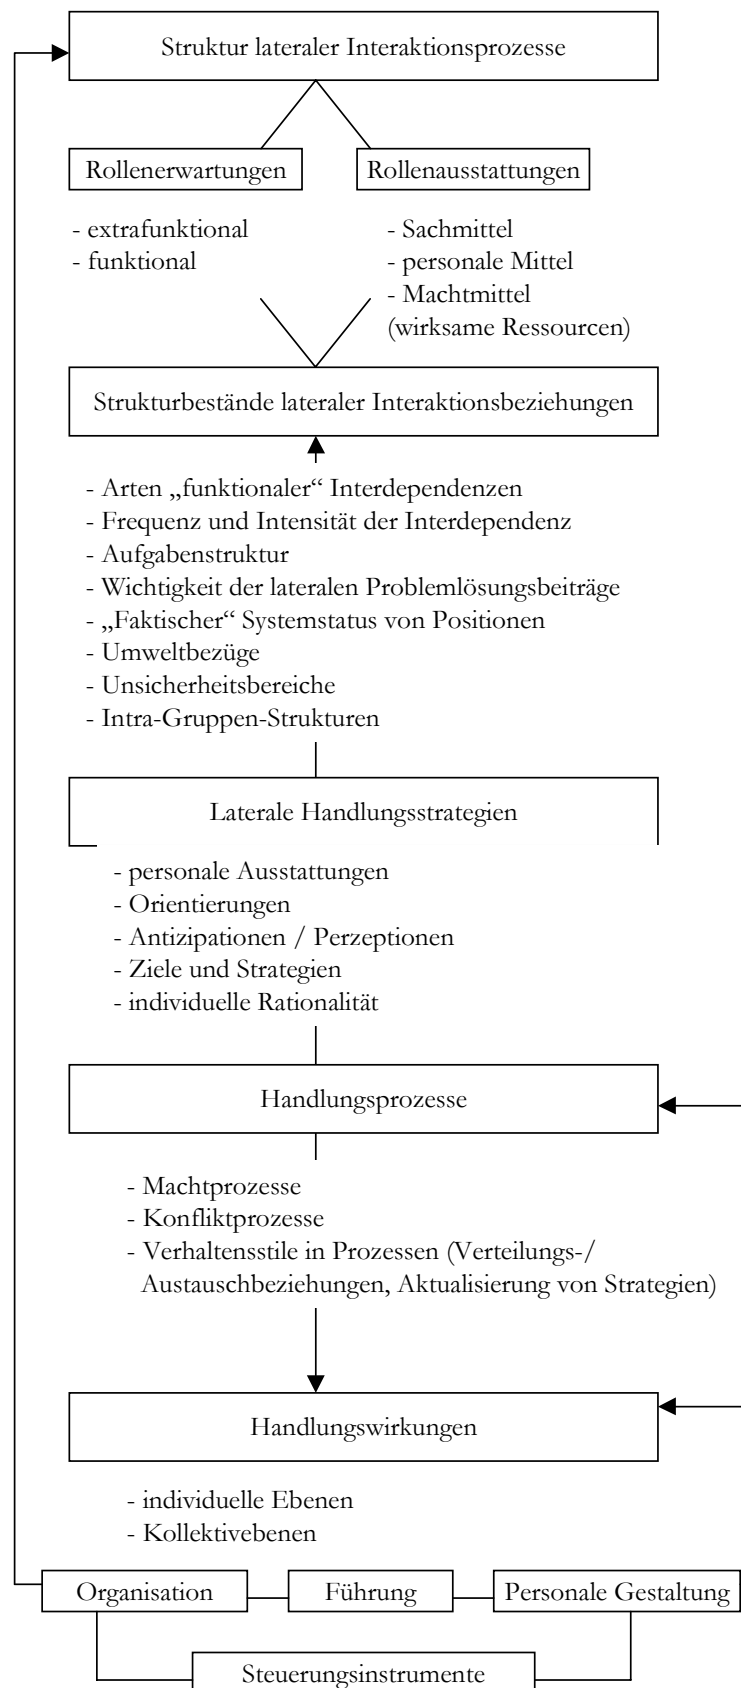 Struktur lateraler Interaktionsprozesse
Rollenerwartungen
Rollenausstattungen
- extrafunktional
- funktional
- Sachmittel
- personale Mittel
- Machtmittel
(wirksame Ressourcen)
Strukturbestände lateraler Interaktionsbeziehungen
- Arten „funktionaler“ Interdependenzen
- Frequenz und Intensität der Interdependenz
- Aufgabenstruktur
- Wichtigkeit der lateralen Problemlösungsbeiträge
- „Faktischer“ Systemstatus von Positionen
- Umweltbezüge
- Unsicherheitsbereiche
- Intra-Gruppen-Strukturen
Laterale Handlungsstrategien
- personale Ausstattungen
- Orientierungen
- Antizipationen / Perzeptionen
- Ziele und Strategien
- individuelle Rationalität
Handlungsprozesse
- Machtprozesse
- Konfliktprozesse
- Verhaltensstile in Prozessen (Verteilungs-/
Austauschbeziehungen, Aktualisierung von Strategien)
Handlungswirkungen
- individuelle Ebenen
- Kollektivebenen
Organisation
Führung
Personale Gestaltung
Steuerungsinstrumente